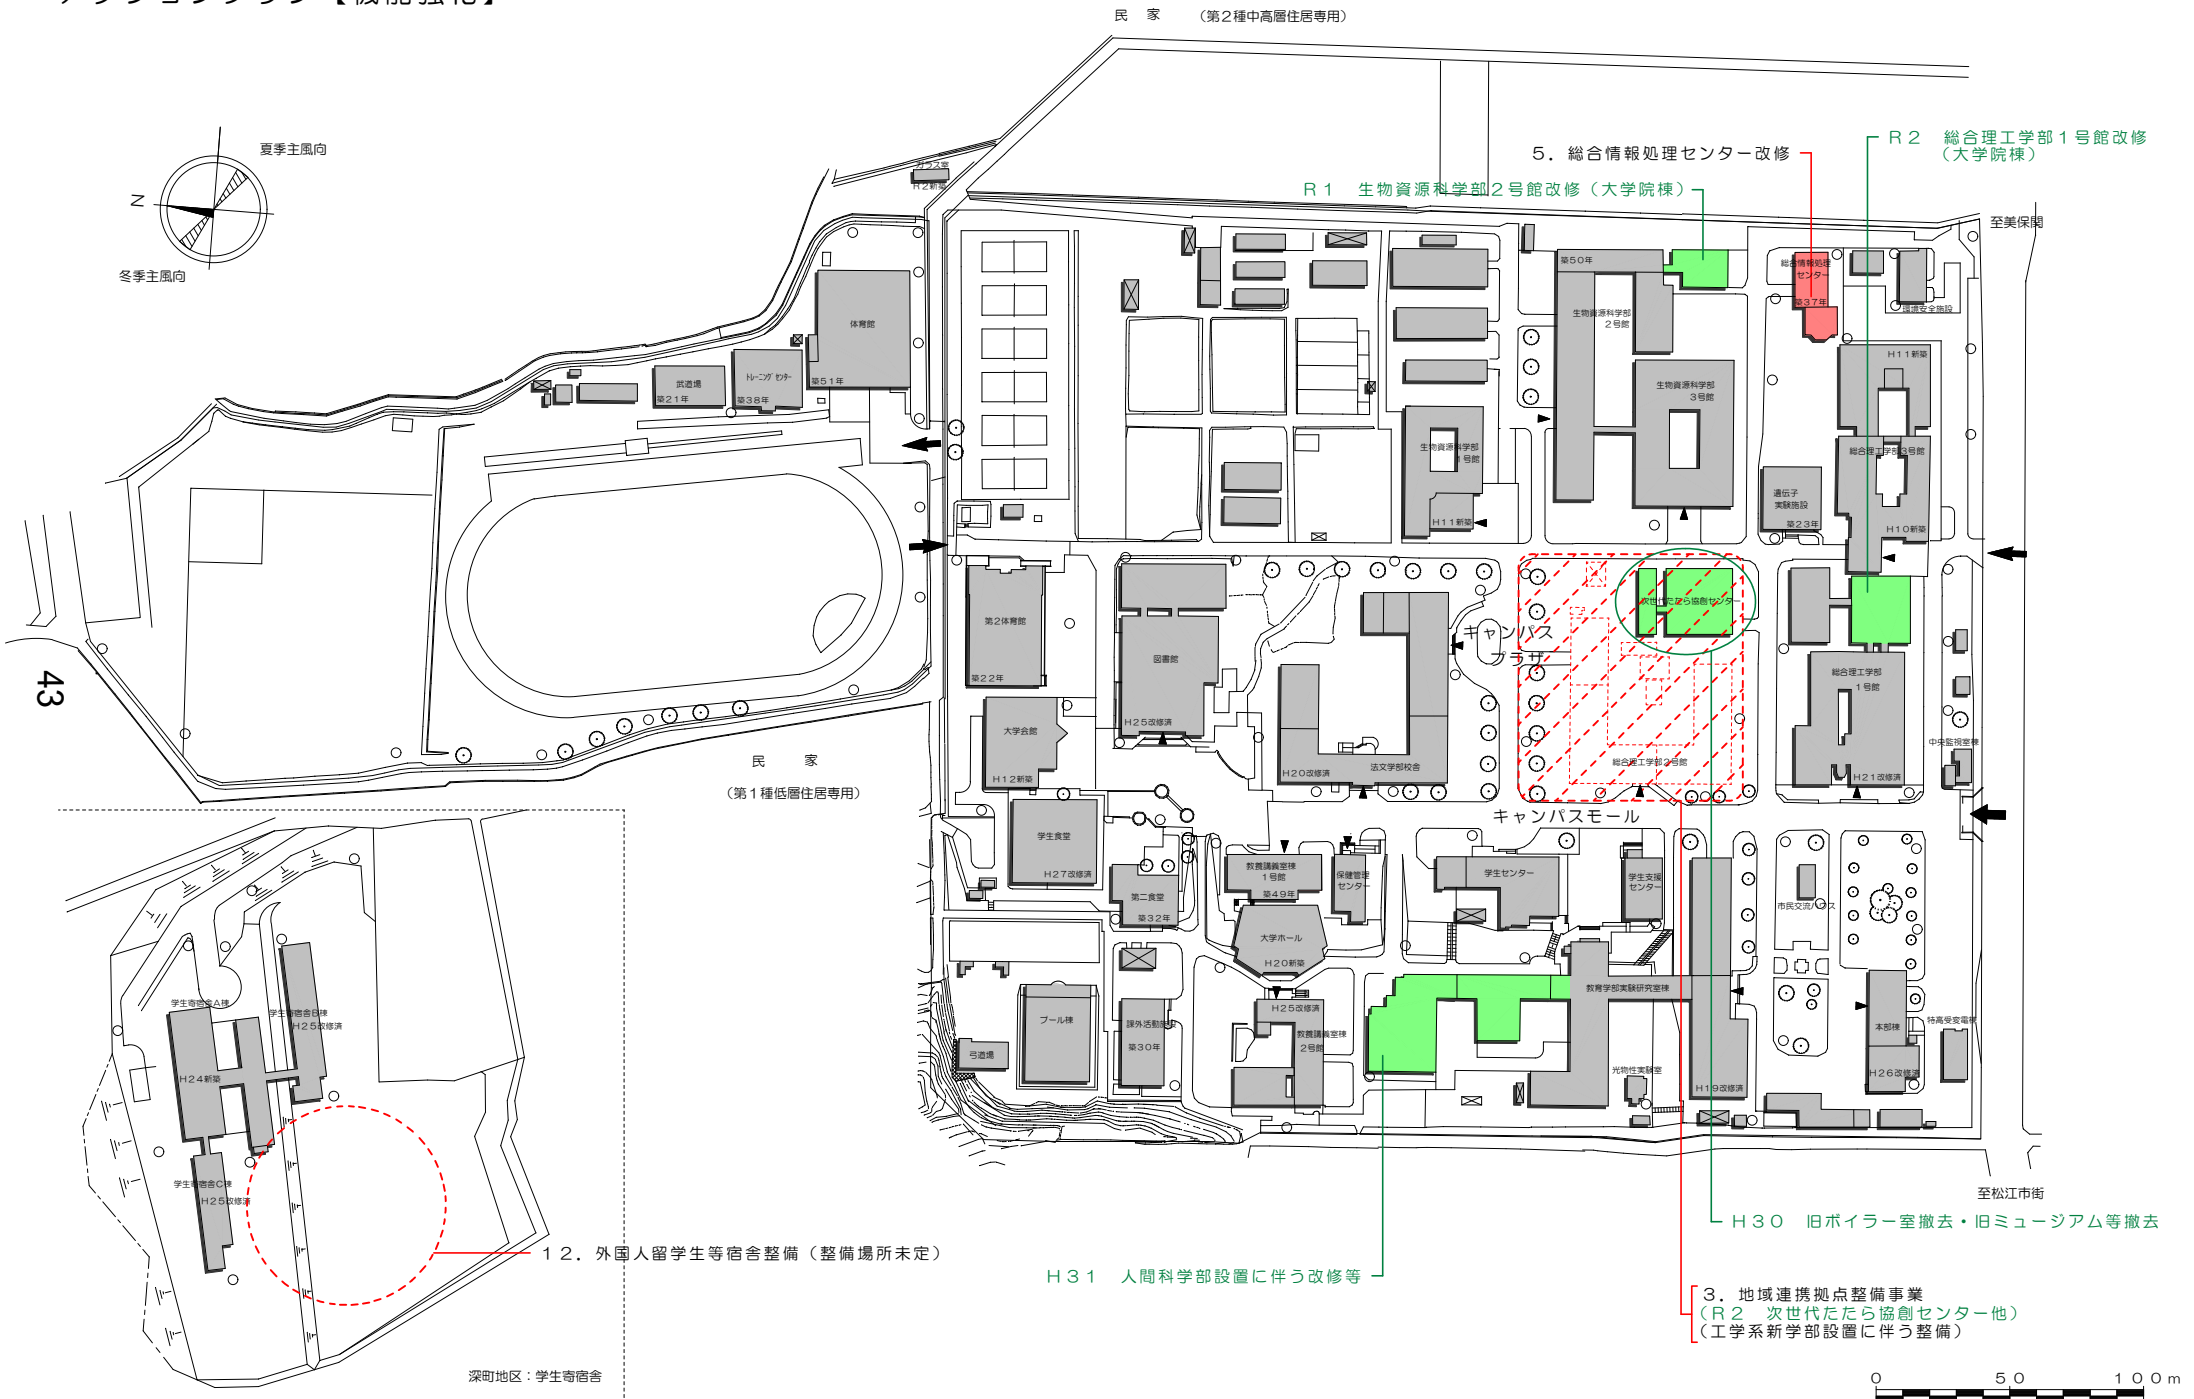 アクションプラン【機能強化】
民　家　（第２種中高層住居専用）
夏季主風向
N
冬季主風向
ガラス室
R２新築
５．総合情報処理センター改修
R２　総合理工学部１号館改修
（大学院棟）
R１　生物資源科学部２号館改修（大学院棟）
至美保関
体育館
築５１年
トレーニングセンター
築３８年
武道場
築２１年
築５０年
生物資源科学部
２号館
生物資源科学部
３号館
総合情報処理
センター
築３７年
環境安全施設
H１１新築
総合理工学部３号館
H１０新築
生物資源科学部
１号館
H１１新築
遺伝子
実験施設
築２３年
第２体育館
築２２年
図書館
H２５改修済
キャンパス
プラザ
次世代たたら協創センター
総合理工学部
１号館
H２１改修済
中央監視室棟
大学会館
H１２新築
H２０改修済
法文学部校舎
総合理工学部２号館
キャンパスモール
民　家
（第１種低層住居専用）
学生食堂
H２７改修済
第二食堂
築３２年
教養講義室棟
１号館
築４９年
保健管理
センター
学生センター
学生支援
センター
市民交流ハウス
大学ホール
H２０新築
プール棟
弓道場
課外活動施設
築３０年
H２５改修済
教養講義室棟
２号館
教育学部実験研究室棟
光物性実験室
H１９改修済
本部棟
H２６改修済
特高受変電棟
学生寄宿舎A棟
H２４新築
学生寄宿舎B棟
H２５改修済
学生寄宿舎C棟
H２５改修済
１２．外国人留学生等宿舎整備（整備場所未定）
深町地区：学生寄宿舎
至松江市街
H３０　旧ボイラー室撤去・旧ミュージアム等撤去
H３１　人間科学部設置に伴う改修等
３．地域連携拠点整備事業
（R２　次世代たたら協創センター他）
（工学系新学部設置に伴う整備）
０　５０　１００m
43